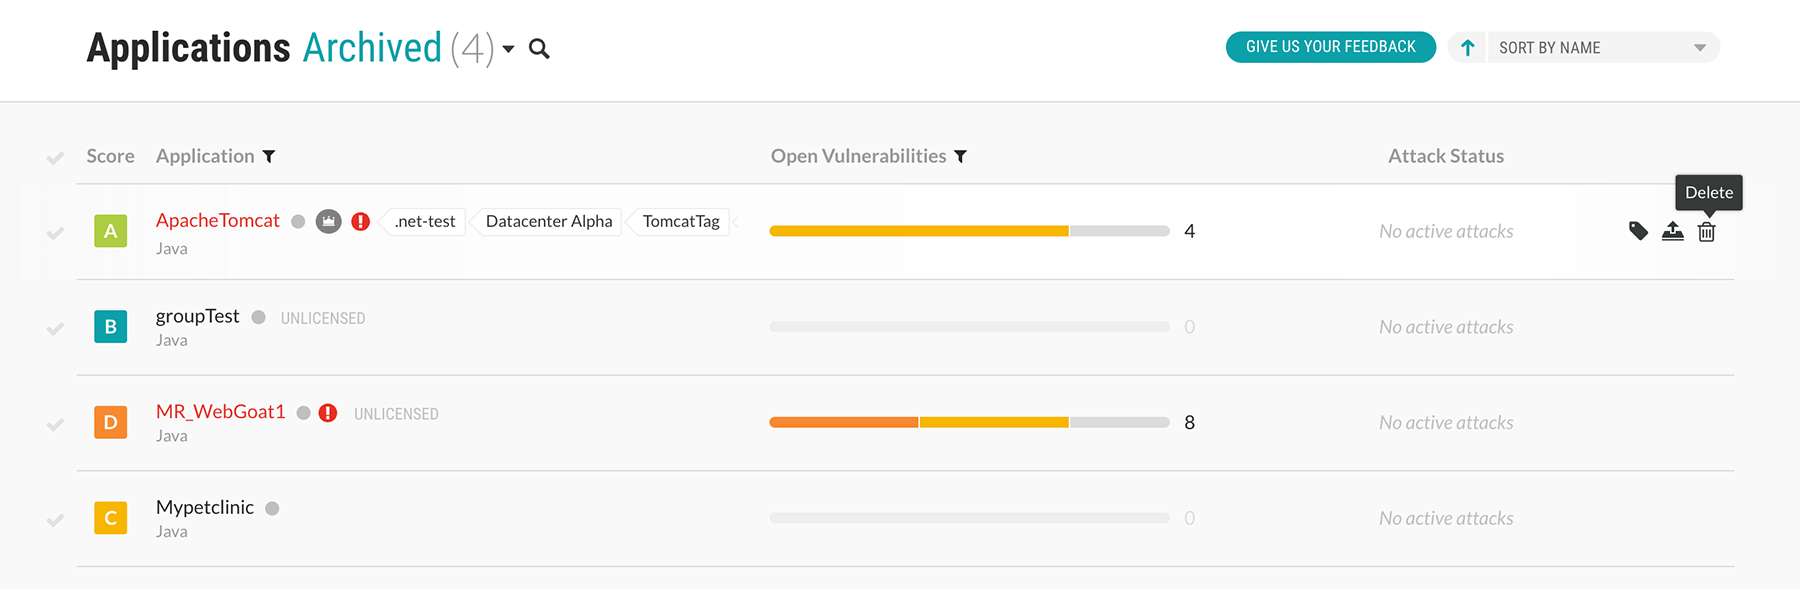 Applications Archived (4)
GIVE US YOUR FEEDBACK
SORT BY NAME
Score Application Open Vulnerabilities Attack Status
Delete
A ApacheTomcat .net-test Datacenter Alpha TomcatTag 4 No active attacks
Java
B groupTest UNLICENSED 0 No active attacks
Java
D MR_WebGoat1 UNLICENSED 8 No active attacks
Java
C Mypetclinic 0 No active attacks
Java